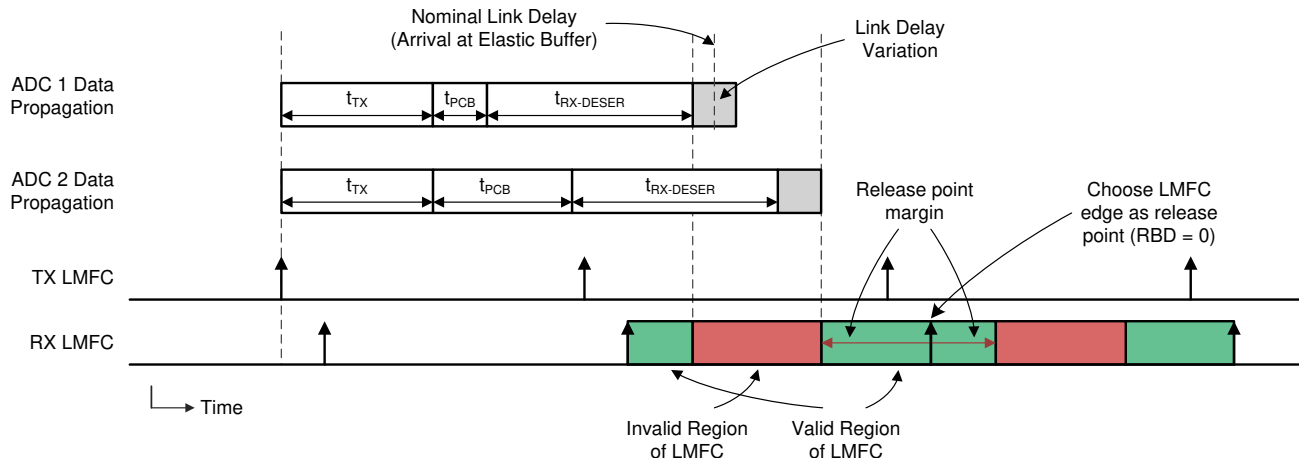 Nominal Link Delay
(Arrival at Elastic Buffer)
Link Delay
Variation
ADC 1 Data
Propagation
tTX
tPCB
tRX-DESER
ADC 2 Data
Propagation
tTX
tPCB
tRX-DESER
Release point
margin
Choose LMFC
edge as release
point (RBD = 0)
TX LMFC
RX LMFC
Time
Invalid Region
of LMFC
Valid Region
of LMFC